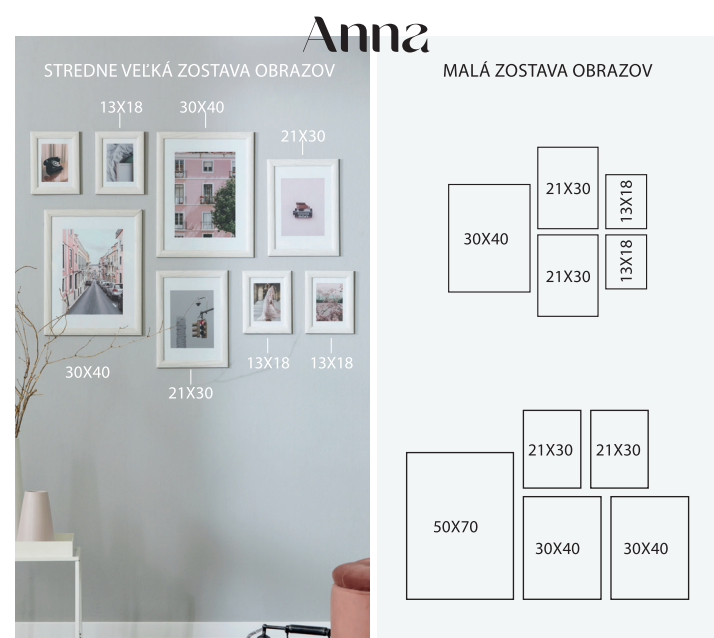 Anna
STREDNE VEĽKÁ ZOSTAVA OBRAZOV
13X18
30X40
21X30
30X40
21X30
13X18
13X18
MALÁ ZOSTAVA OBRAZOV
21X30
13X18
30X40
21X30
13X18
21X30
21X30
50X70
30X40
30X40